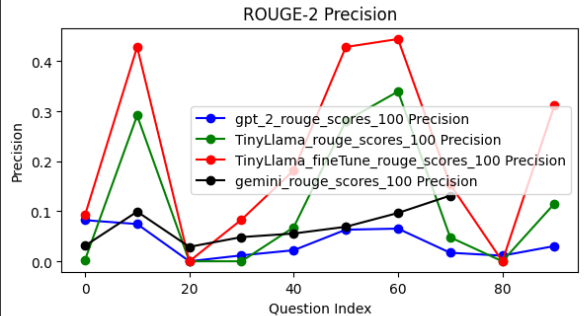 ROUGE-2 Precision
0.4
0.3
0.2
0.1
0.0
Precision
gpt_2_rouge_scores_100 Precision
TinyLlama_rouge_scores_100 Precision
TinyLlama_fineTune_rouge_scores_100 Precision
gemini_rouge_scores_100 Precision
0 20 40 60 80
Question Index